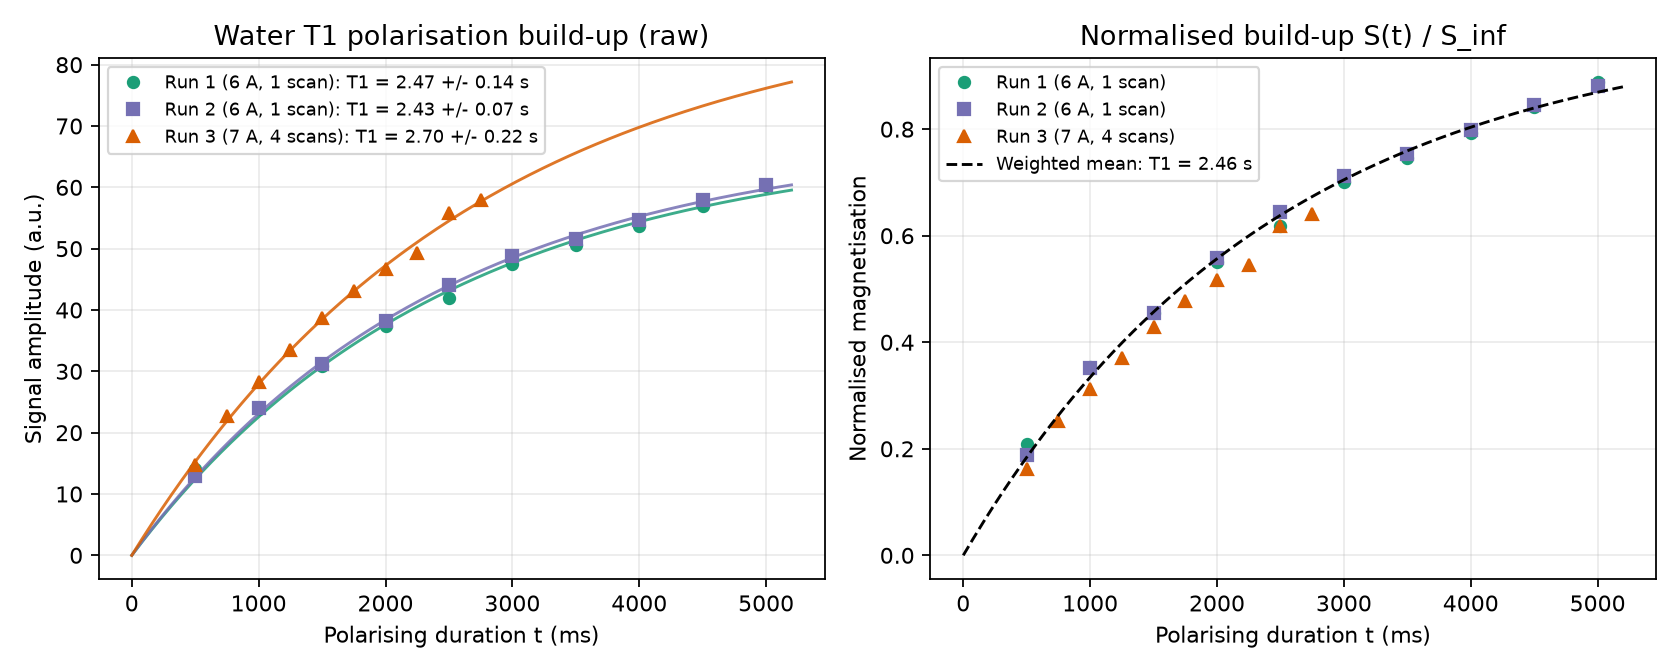 Water T1 polarisation build-up (raw)
Signal amplitude (a.u.)
80
70
60
50
40
30
20
10
0
Run 1 (6 A, 1 scan): T1 = 2.47 +/- 0.14 s
Run 2 (6 A, 1 scan): T1 = 2.43 +/- 0.07 s
Run 3 (7 A, 4 scans): T1 = 2.70 +/- 0.22 s
0 1000 2000 3000 4000 5000
Polarising duration t (ms)
Normalised build-up S(t) / S_inf
Normalised magnetisation
0.8
0.6
0.4
0.2
0.0
Run 1 (6 A, 1 scan)
Run 2 (6 A, 1 scan)
Run 3 (7 A, 4 scans)
Weighted mean: T1 = 2.46 s
0 1000 2000 3000 4000 5000
Polarising duration t (ms)